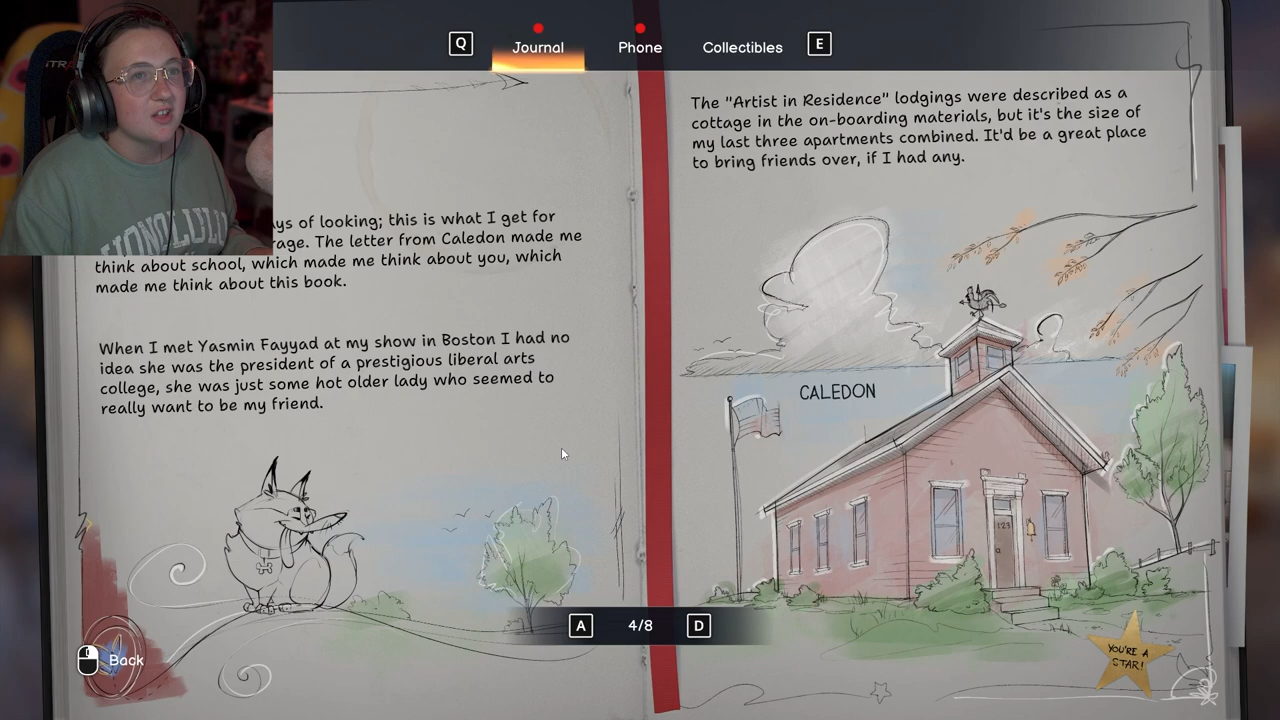 Q
Journal
Phone
Collectibles
E
HONOLULU
ys of looking; this is what I get for
rage. The letter from Caledon made me
think about school, which made me think about you, which
made me think about this book.
When I met Yasmin Fayyad at my show in Boston I had no
idea she was the president of a prestigious liberal arts
college, she was just some hot older lady who seemed to
really want to be my friend.
The "Artist in Residence" lodgings were described as a
cottage in the on-boarding materials, but it's the size of
my last three apartments combined. It'd be a great place
to bring friends over, if I had any.
CALEDON
123
YOU'RE A
STAR!
A
4/8
D
Back